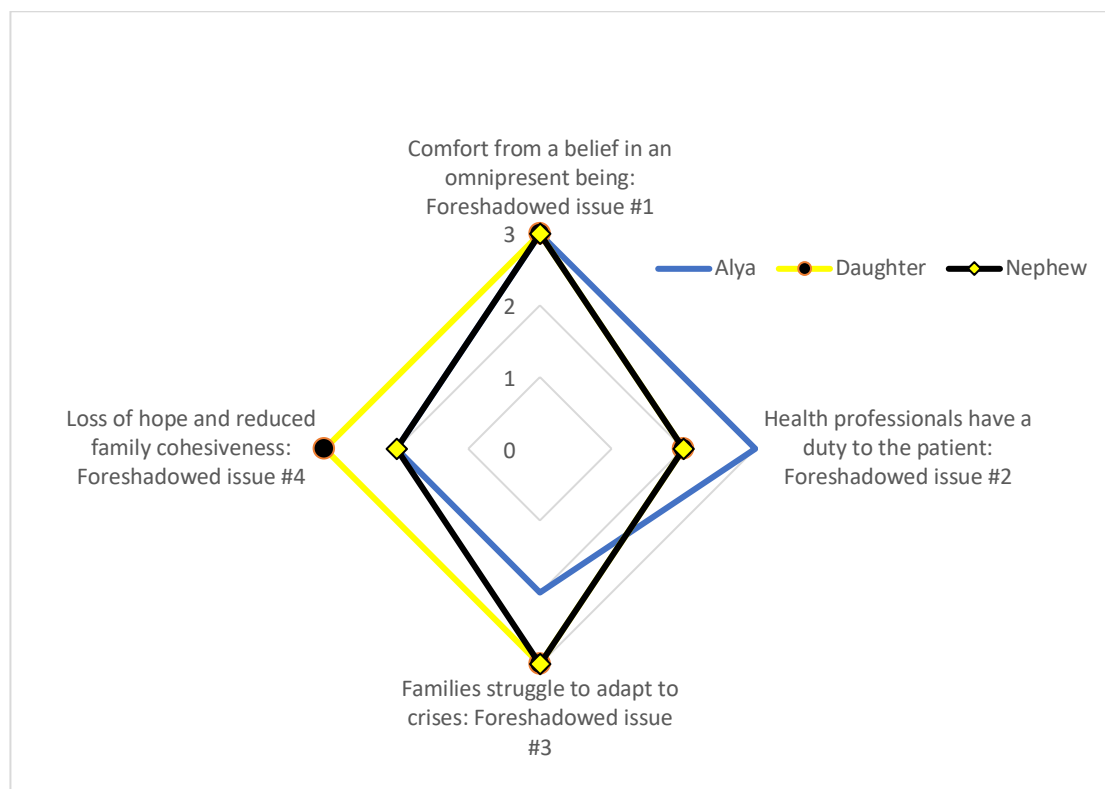 Comfort from a belief in an
omnipresent being:
Foreshadowed issue #1
3
Alya
Daughter
Nephew
2
1
Loss of hope and reduced
family cohesiveness:
Foreshadowed issue #4
0
Health professionals have a
duty to the patient:
Foreshadowed issue #2
Families struggle to adapt to
crises: Foreshadowed issue
#3